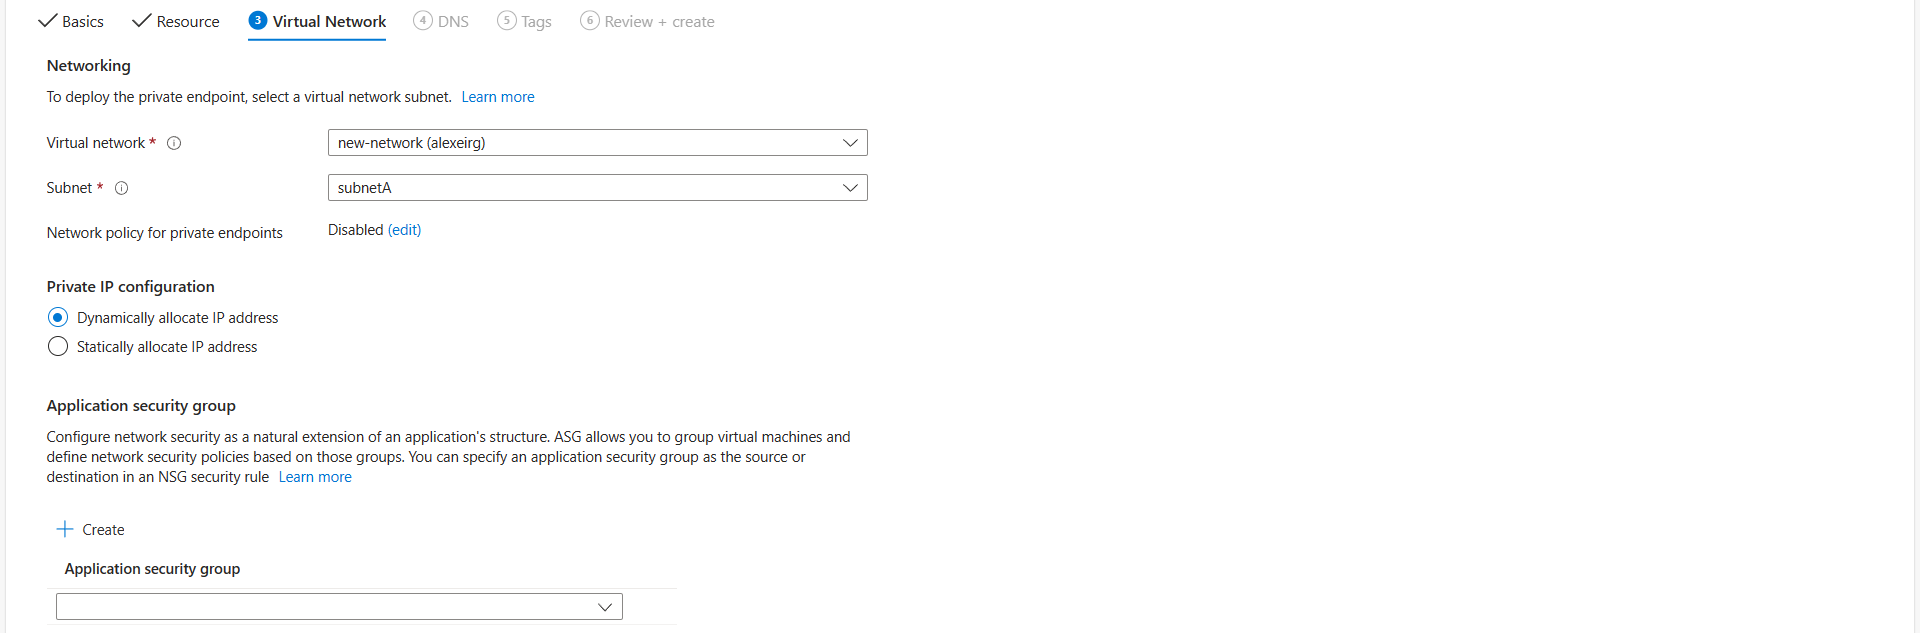 Basics Resource 3 Virtual Network 4 DNS 5 Tags 6 Review + create
Networking
To deploy the private endpoint, select a virtual network subnet. Learn more
Virtual network * new-network (alexeirg)
Subnet * subnetA
Network policy for private endpoints Disabled (edit)
Private IP configuration
Dynamically allocate IP address
Statically allocate IP address
Application security group
Configure network security as a natural extension of an application's structure. ASG allows you to group virtual machines and
define network security policies based on those groups. You can specify an application security group as the source or
destination in an NSG security rule Learn more
Create
Application security group